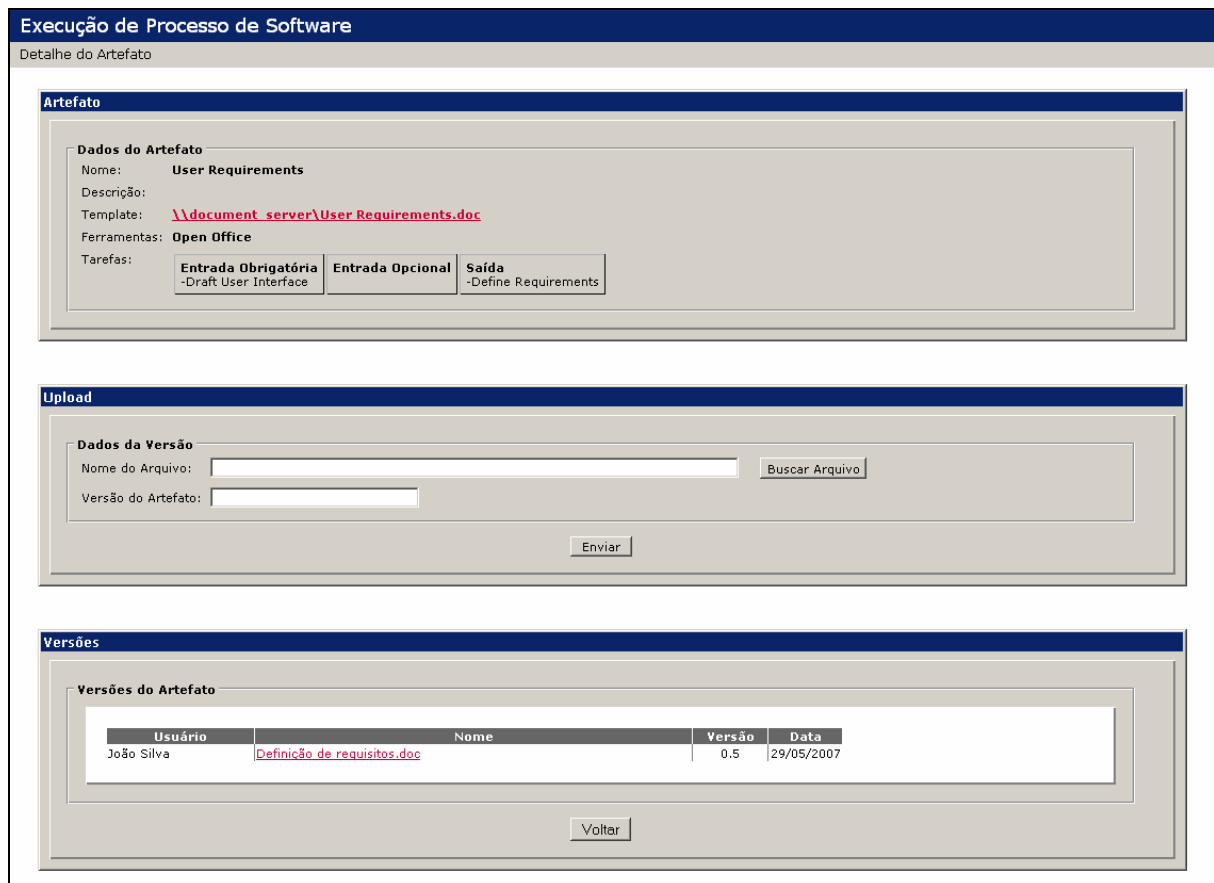 Execução de Processo de Software
Detalhe do Artefato
Artefato
Dados do Artefato
Nome: User Requirements
Descrição:
Template: \\document_server\User Requirements.doc
Ferramentas: Open Office
Tarefas:
Entrada Obrigatória Entrada Opcional Saída
-Draft User Interface -Define Requirements
Upload
Dados da Versão
Nome do Arquivo: Buscar Arquivo
Versão do Artefato:
Enviar
Versões
Versões do Artefato
Usuário Nome Versão Data
João Silva Definição de requisitos.doc 0.5 29/05/2007
Voltar